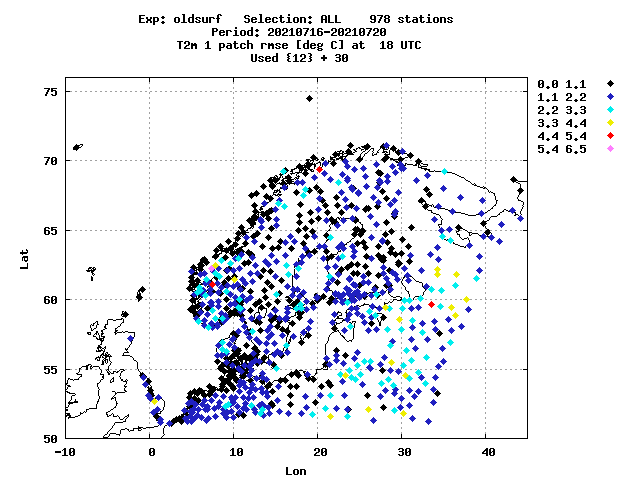 Exp: oldsurf   Selection: ALL    978 stations
Period: 20210716-20210720
T2m 1 patch rmse [deg C] at  18 UTC
Used {12} + 30
0.0 1.1
1.1 2.2
2.2 3.3
3.3 4.4
4.4 5.4
5.4 6.5
75
70
65
60
55
50
Lat
-10 0 10 20 30 40
Lon